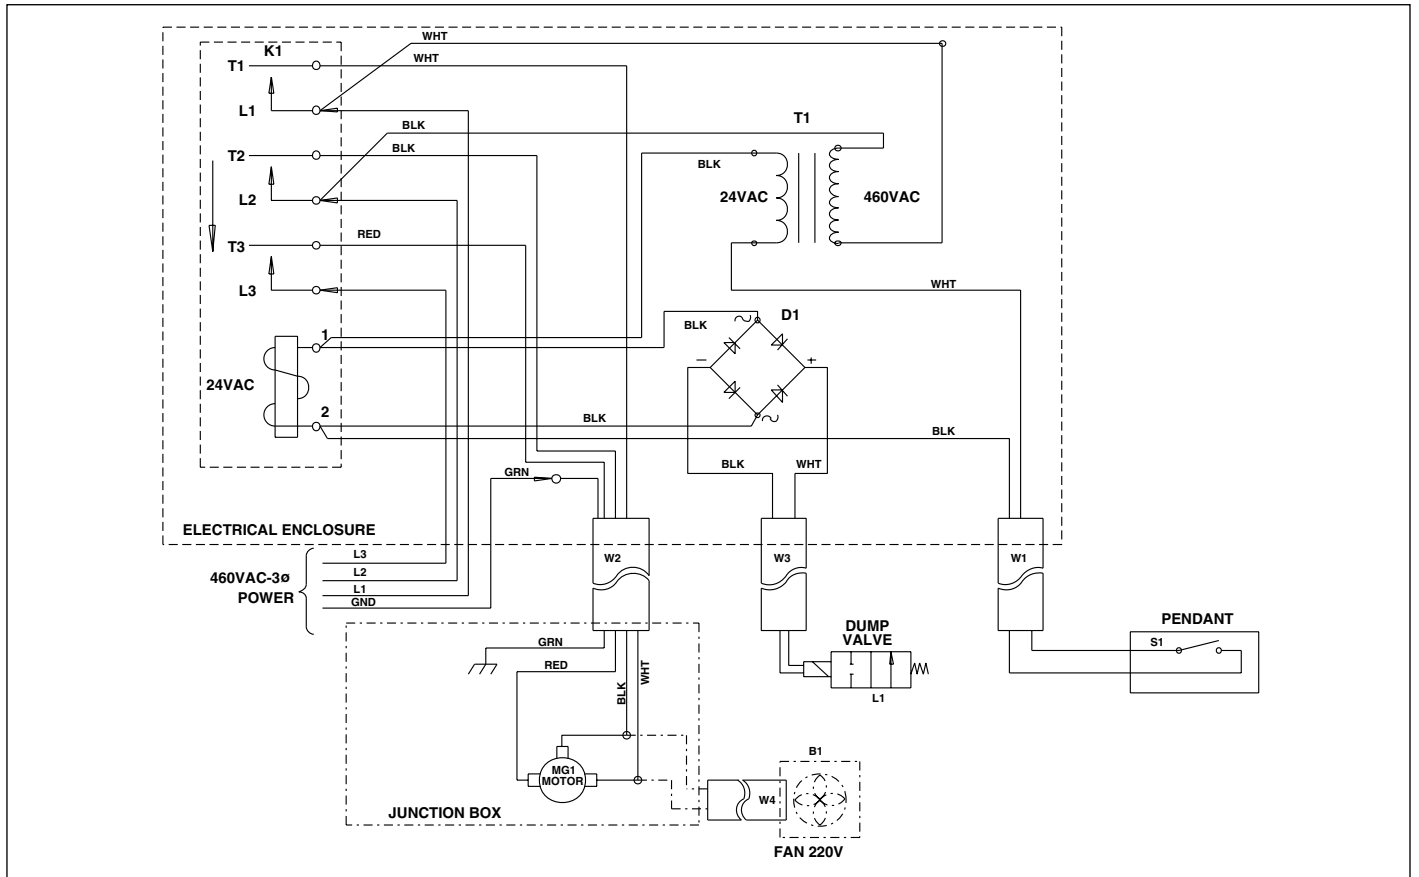 WHT
K1
T1
WHT
L1
T1
BLK
T2
BLK
BLK
L2
24VAC
460VAC
RED
T3
L3
WHT
D1
1
BLK
24VAC
2
BLK
BLK
BLK
WHT
GRN
ELECTRICAL ENCLOSURE
L3
W2
W3
W1
460VAC-3ø
L2
POWER
L1
GND
DUMP
VALVE
PENDANT
GRN
S1
RED
WHT
BLK
L1
MG1
MOTOR
B1
W4
JUNCTION BOX
FAN 220V